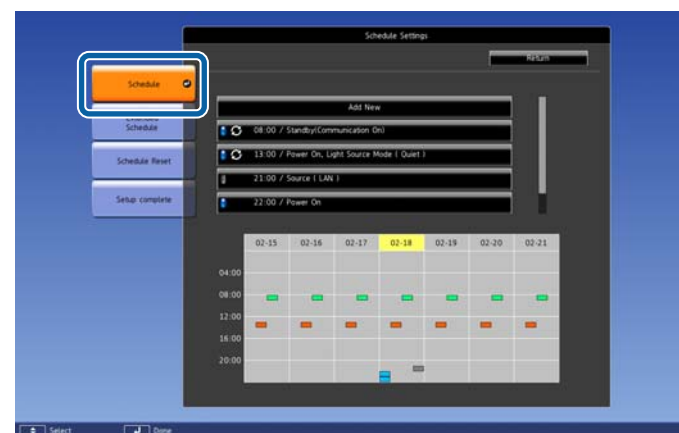 Schedule Settings
Return
Schedule
Extended
Schedule
Schedule Reset
Setup complete
Add New
08:00 / Standby(Communication On)
13:00 / Power On, Light Source Mode ( Quiet )
21:00 / Source ( LAN )
22:00 / Power On
02-15 02-16 02-17 02-18 02-19 02-20 02-21
04:00
08:00
12:00
16:00
20:00
Select Done